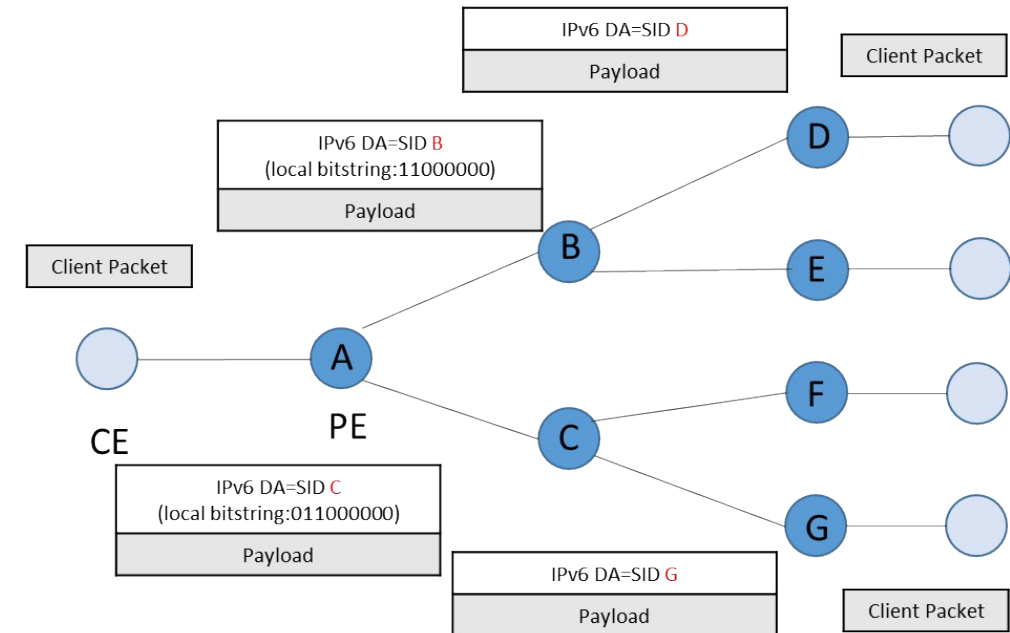 IPv6 DA=SID D
Payload
Client Packet
IPv6 DA=SID B
(local bitstring:11000000)
Payload
Client Packet
D
B
E
A
PE
CE
F
C
G
IPv6 DA=SID C
(local bitstring:011000000)
Payload
IPv6 DA=SID G
Payload
Client Packet